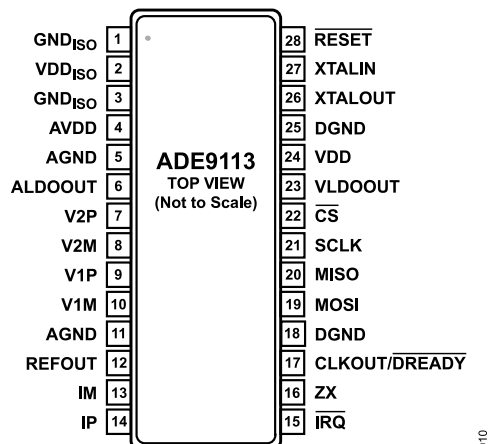 GNDISO 1
VDDISO 2
GNDISO 3
AVDD 4
AGND 5
ALDOOUT 6
V2P 7
V2M 8
V1P 9
V1M 10
AGND 11
REFOUT 12
IM 13
IP 14
ADE9113
TOP VIEW
(Not to Scale)
28 RESET
27 XTALIN
26 XTALOUT
25 DGND
24 VDD
23 VLDOOUT
22 CS
21 SCLK
20 MISO
19 MOSI
18 DGND
17 CLKOUT/DREADY
16 ZX
15 IRQ
010